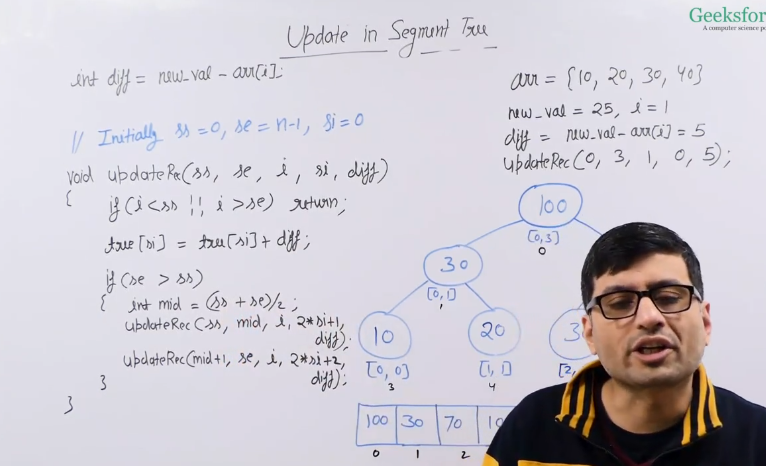 Geeksfor
A computer science po
Update in Segment Tree
int diff = new_val - arr[i];
// Initially ss=0, se=n-1, si=0
void updateRec(ss, se, i, si, diff)
{
if(i<ss || i>se) return;
tree[si] = tree[si]+diff;
if(se > ss)
{ int mid = (ss + se)/2;
updateRec(ss, mid, i, 2*si+1,
diff);
updateRec(mid+1, se, i, 2*si+2,
diff);
}
}
arr = {10, 20, 30, 40}
new_val = 25, i=1
diff = new_val-arr[i] = 5
updateRec(0, 3, 1, 0, 5);
100
[0,3]
0
30
[0,1]
1
10
[0,0]
3
20
[1,1]
4
3
[2,
100 30 70 10
0 1 2